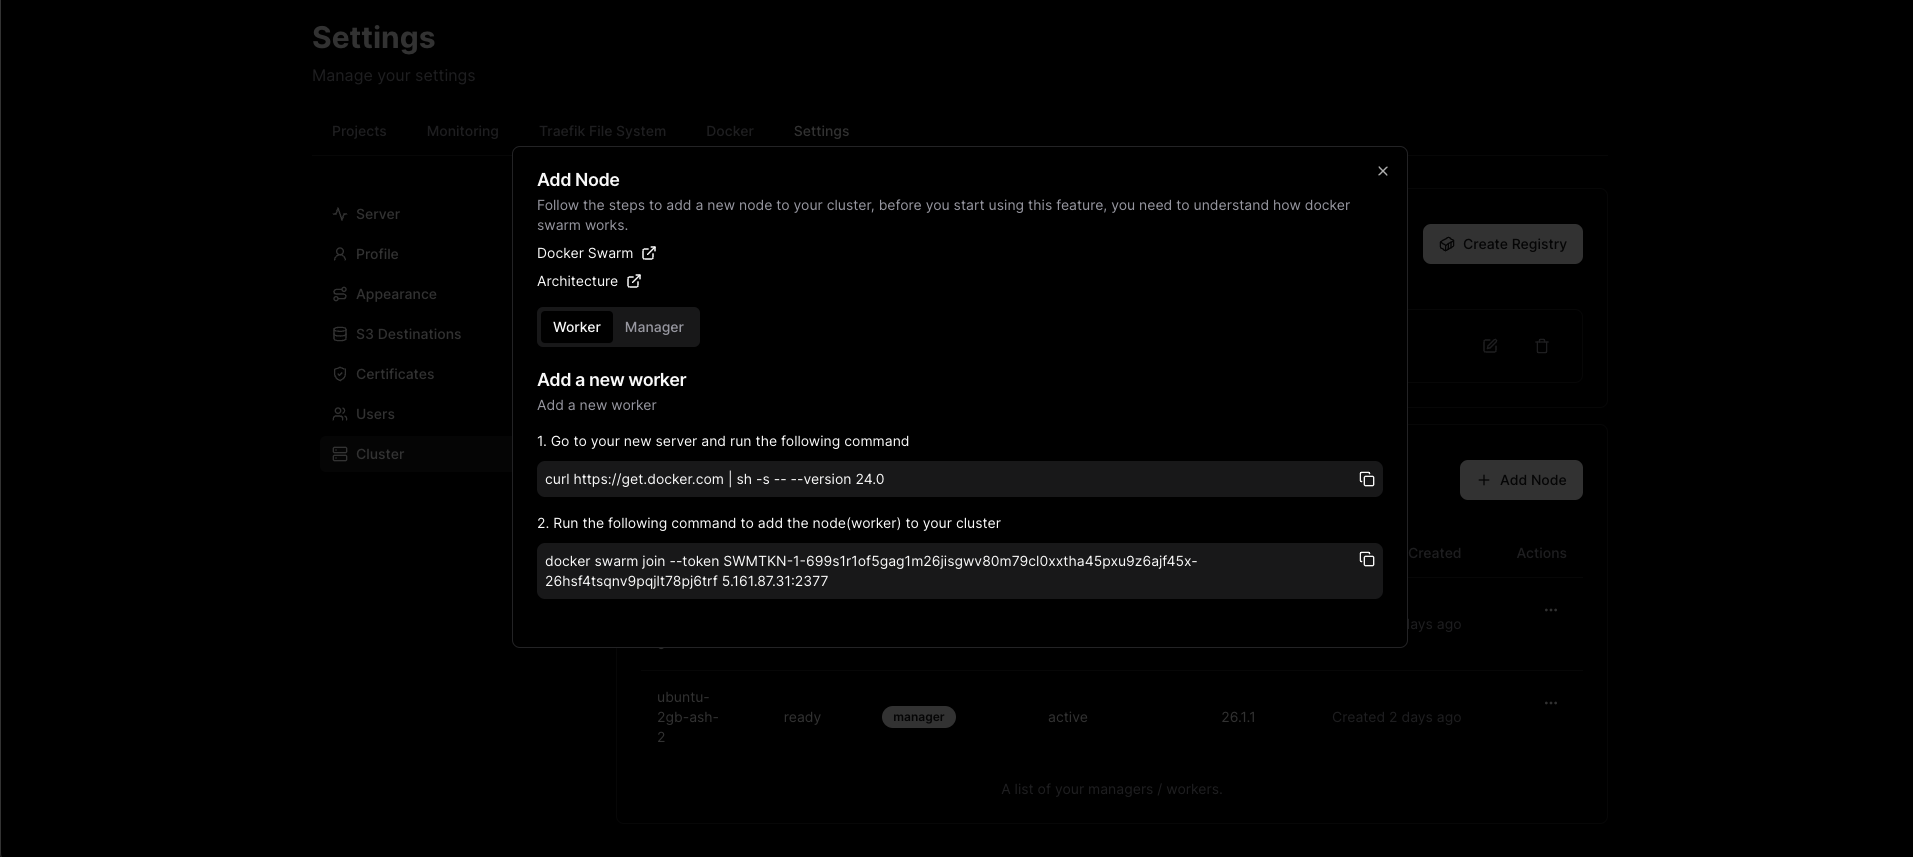 Settings
Manage your settings
Projects Monitoring Traefik File System Docker Settings
Server
Profile
Appearance
S3 Destinations
Certificates
Users
Cluster
Create Registry
Add Node
Follow the steps to add a new node to your cluster, before you start using this feature, you need to understand how docker
swarm works.
Docker Swarm
Architecture
Worker Manager
Add a new worker
Add a new worker
1. Go to your new server and run the following command
curl https://get.docker.com | sh -s -- --version 24.0
2. Run the following command to add the node(worker) to your cluster
docker swarm join --token SWMTKN-1-699s1r1of5gag1m26jisgwv80m79cl0xxtha45pxu9z6ajf45x-
26hsf4tsqnv9pqjlt78pj6trf 5.161.87.31:2377
Add Node
Created Actions
days ago
ubuntu-
2gb-ash-
2
ready manager active 26.1.1 Created 2 days ago
A list of your managers / workers.